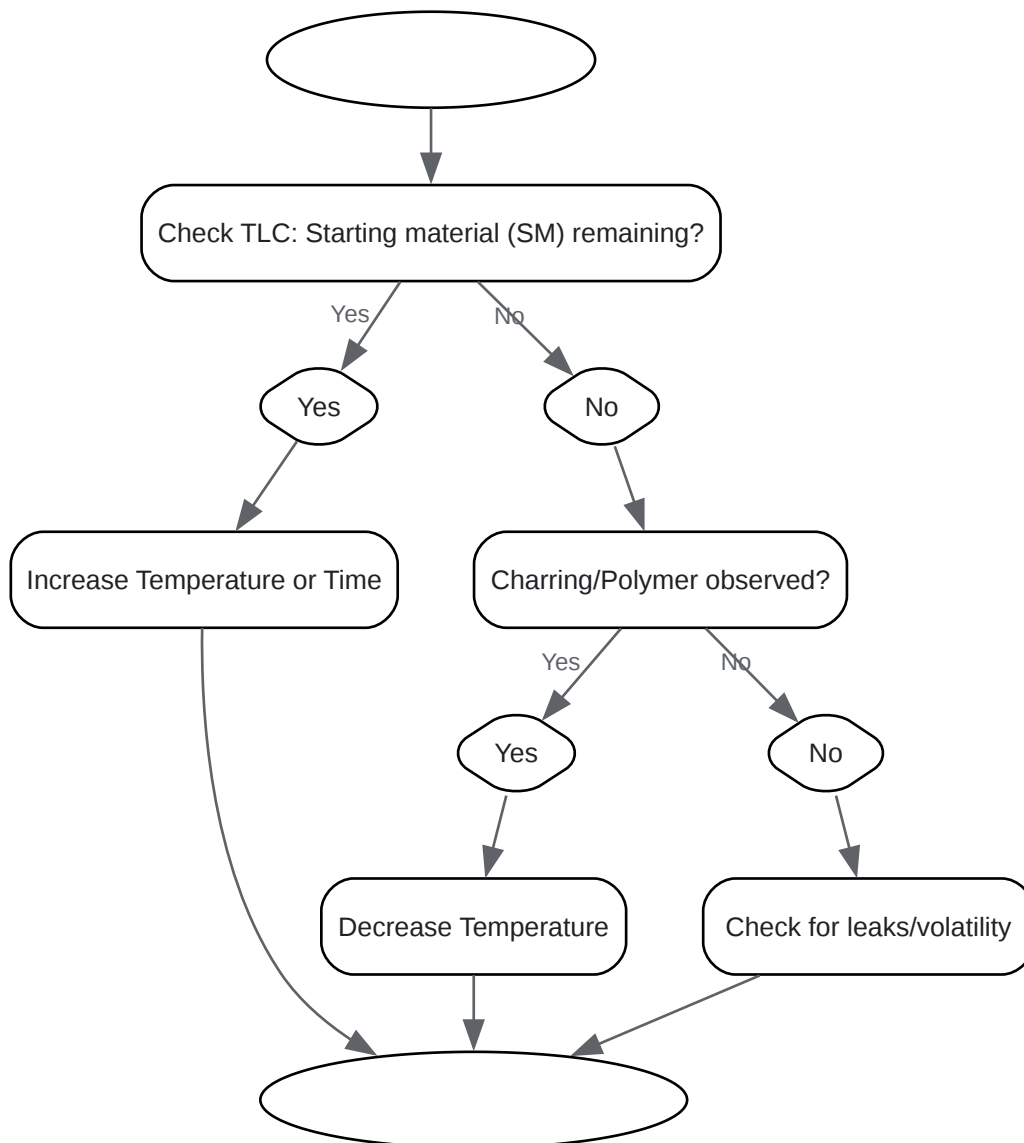 Check TLC: Starting material (SM) remaining?
Yes
No
Yes
No
Increase Temperature or Time
Charring/Polymer observed?
Yes
No
Yes
No
Decrease Temperature
Check for leaks/volatility